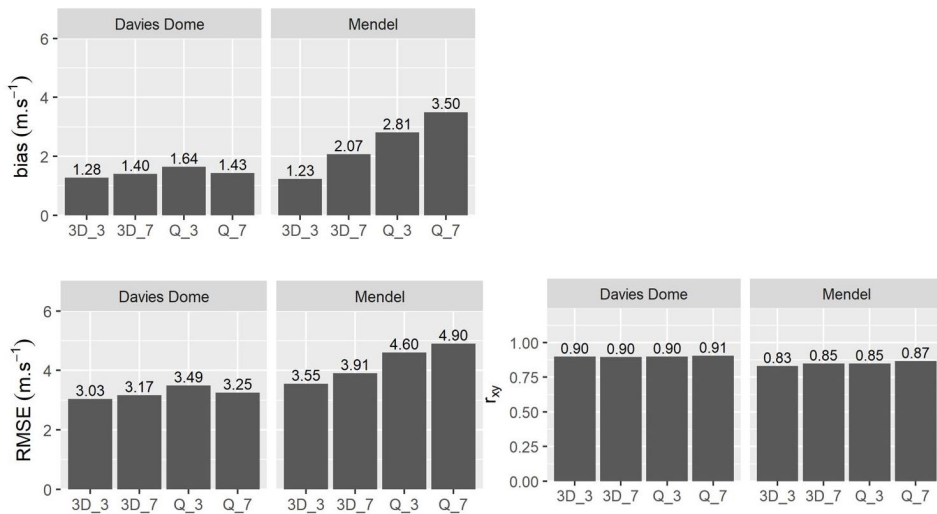 Davies Dome Mendel
bias (m.s⁻¹)
6
4
2
0
1.28 1.40 1.64 1.43
1.23 2.07 2.81 3.50
3D_3 3D_7 Q_3 Q_7
3D_3 3D_7 Q_3 Q_7
Davies Dome Mendel
RMSE (m.s⁻¹)
6
4
2
0
3.03 3.17 3.49 3.25
3.55 3.91 4.60 4.90
3D_3 3D_7 Q_3 Q_7
3D_3 3D_7 Q_3 Q_7
Davies Dome Mendel
rxy
1.00
0.75
0.50
0.25
0.00
0.90 0.90 0.90 0.91
0.83 0.85 0.85 0.87
3D_3 3D_7 Q_3 Q_7
3D_3 3D_7 Q_3 Q_7